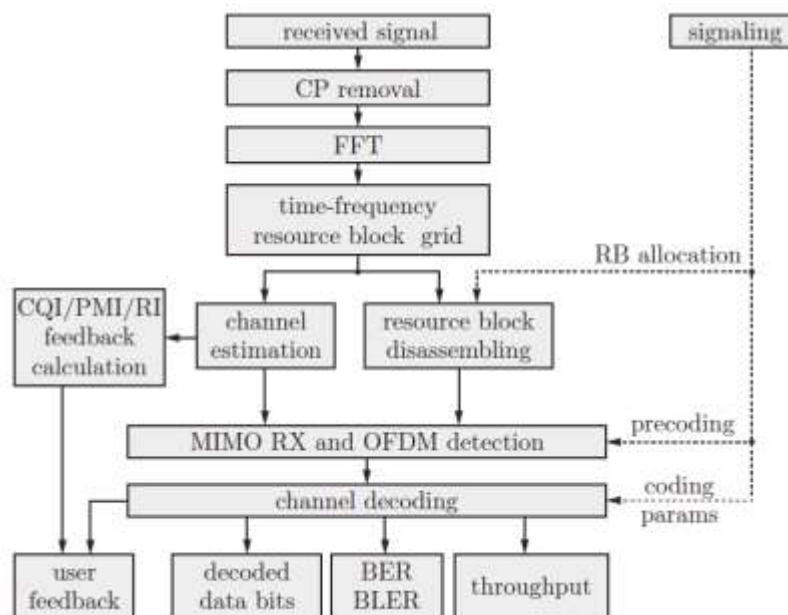 received signal
signaling
CP removal
FFT
time-frequency
resource block grid
RB allocation
CQI/PMI/RI
feedback
calculation
channel
estimation
resource block
disassembling
precoding
MIMO RX and OFDM detection
coding
params
channel decoding
user
feedback
decoded
data bits
BER
BLER
throughput